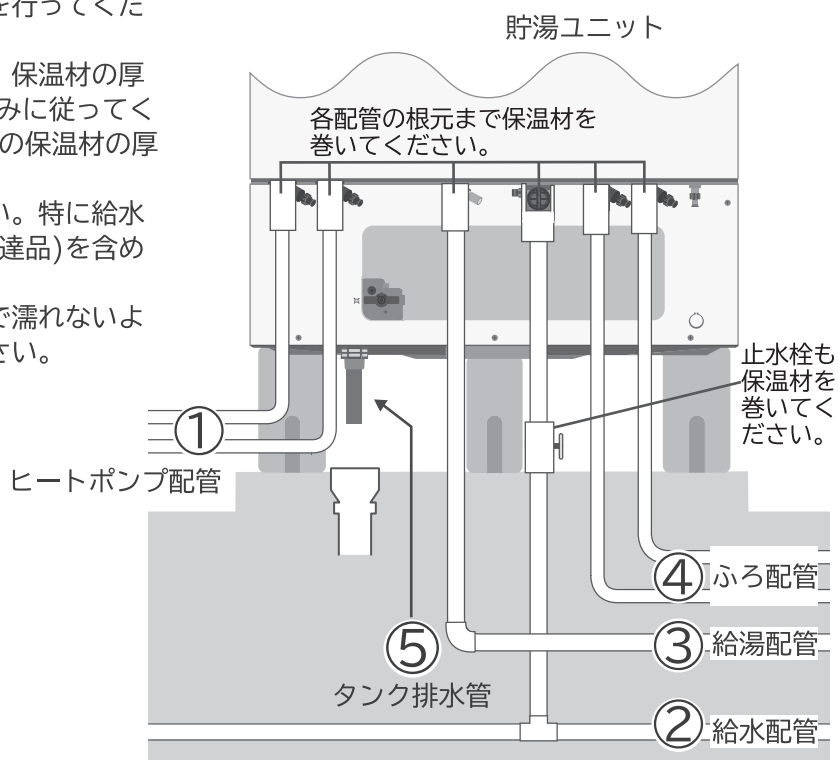 を行ってくだ
保温材の厚
みに従ってく
の保温材の厚
い。特に給水
達品)を含め
で濡れないよ
さい。
貯湯ユニット
各配管の根元まで保温材を
巻いてください。
止水栓も
保温材を
巻いてく
ださい。
①
ヒートポンプ配管
④ ふろ配管
③ 給湯配管
⑤
タンク排水管
② 給水配管